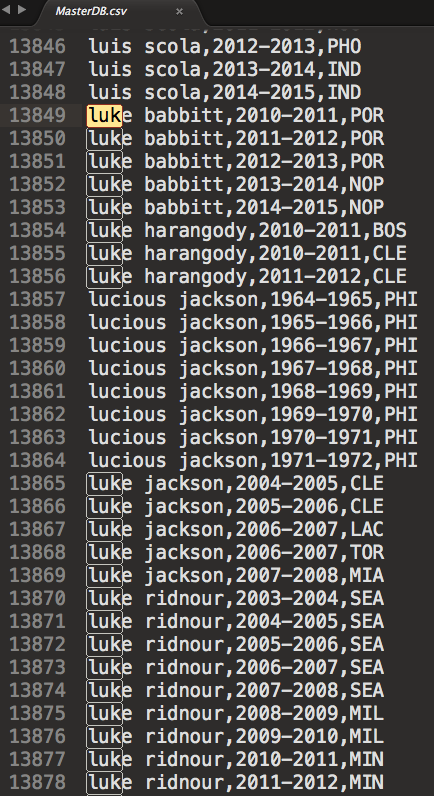 MasterDB.csv ×
13846 luis scola,2012-2013,PHO
13847 luis scola,2013-2014,IND
13848 luis scola,2014-2015,IND
13849 luke babbitt,2010-2011,POR
13850 luke babbitt,2011-2012,POR
13851 luke babbitt,2012-2013,POR
13852 luke babbitt,2013-2014,NOP
13853 luke babbitt,2014-2015,NOP
13854 luke harangody,2010-2011,BOS
13855 luke harangody,2010-2011,CLE
13856 luke harangody,2011-2012,CLE
13857 lucious jackson,1964-1965,PHI
13858 lucious jackson,1965-1966,PHI
13859 lucious jackson,1966-1967,PHI
13860 lucious jackson,1967-1968,PHI
13861 lucious jackson,1968-1969,PHI
13862 lucious jackson,1969-1970,PHI
13863 lucious jackson,1970-1971,PHI
13864 lucious jackson,1971-1972,PHI
13865 luke jackson,2004-2005,CLE
13866 luke jackson,2005-2006,CLE
13867 luke jackson,2006-2007,LAC
13868 luke jackson,2006-2007,TOR
13869 luke jackson,2007-2008,MIA
13870 luke ridnour,2003-2004,SEA
13871 luke ridnour,2004-2005,SEA
13872 luke ridnour,2005-2006,SEA
13873 luke ridnour,2006-2007,SEA
13874 luke ridnour,2007-2008,SEA
13875 luke ridnour,2008-2009,MIL
13876 luke ridnour,2009-2010,MIL
13877 luke ridnour,2010-2011,MIN
13878 luke ridnour,2011-2012,MIN